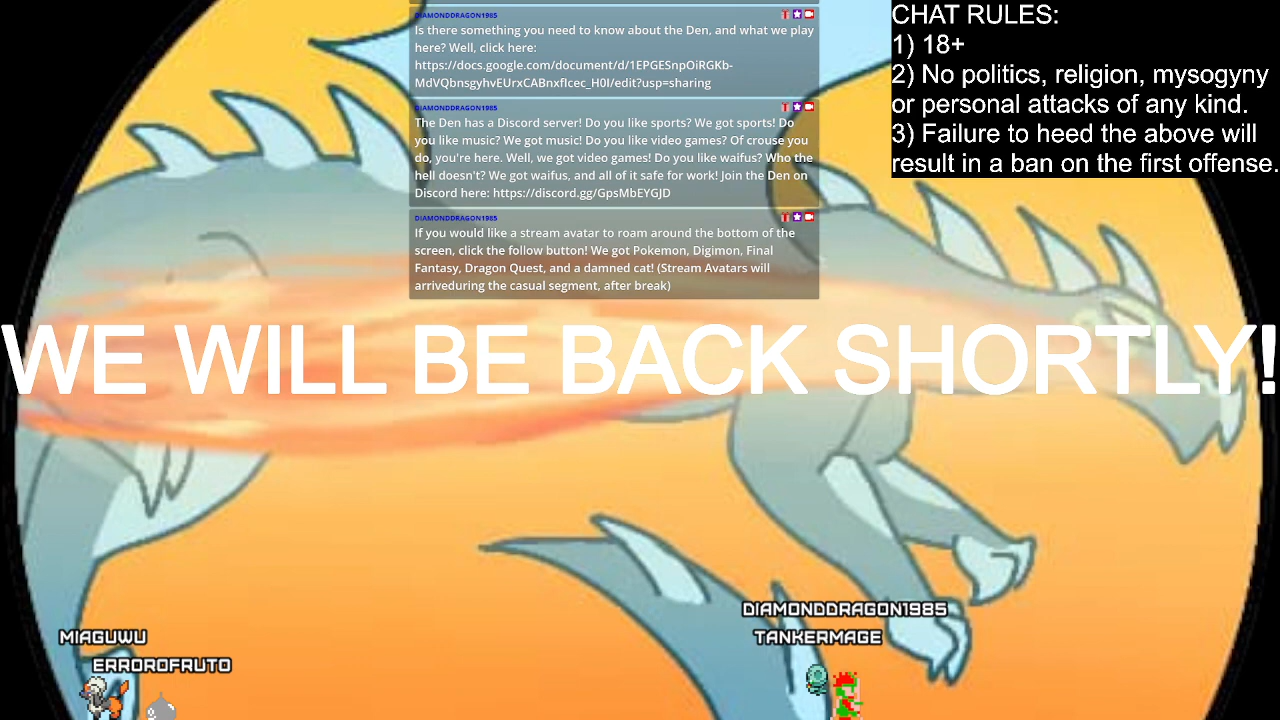 DIAMONDDRAGON1985
Is there something you need to know about the Den, and what we play
here? Well, click here:
https://docs.google.com/document/d/1EPGESnpOiRGKb-
MdVQbnsgyhvEUrxCABnxfIcec_H0I/edit?usp=sharing
DIAMONDDRAGON1985
The Den has a Discord server! Do you like sports? We got sports! Do
you like music? We got music! Do you like video games? Of crouse you
do, you're here. Well, we got video games! Do you like waifus? Who the
hell doesn't? We got waifus, and all of it safe for work! Join the Den on
Discord here: https://discord.gg/GpsMbEYGJD
DIAMONDDRAGON1985
If you would like a stream avatar to roam around the bottom of the
screen, click the follow button! We got Pokemon, Digimon, Final
Fantasy, Dragon Quest, and a damned cat! (Stream Avatars will
arriveduring the casual segment, after break)
CHAT RULES:
1) 18+
2) No politics, religion, mysogyny
or personal attacks of any kind.
3) Failure to heed the above will
result in a ban on the first offense.
WE WILL BE BACK SHORTLY!
DIAMONDDRAGON1985
TANKERMAGE
MIAGUWU
ERROROFRUTO